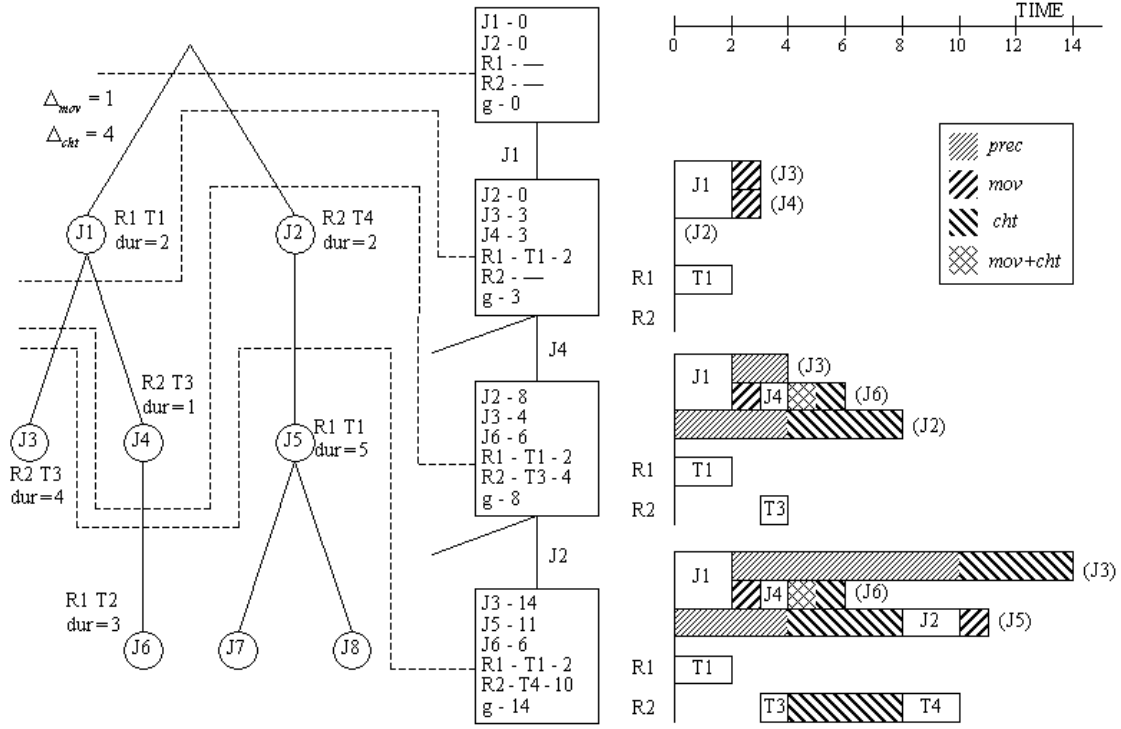 Δmov = 1
Δcht = 4
J1
R1 T1
dur=2
J2
R2 T4
dur=2
J3
R2 T3
dur=4
R2 T3
dur=1
J4
J5
R1 T1
dur=5
R1 T2
dur=3
J6
J7
J8
J1 - 0
J2 - 0
R1 - —
R2 - —
g - 0
J1
J2 - 0
J3 - 3
J4 - 3
R1 - T1 - 2
R2 - —
g - 3
J4
J2 - 8
J3 - 4
J6 - 6
R1 - T1 - 2
R2 - T3 - 4
g - 8
J2
J3 - 14
J5 - 11
J6 - 6
R1 - T1 - 2
R2 - T4 - 10
g - 14
TIME
0 2 4 6 8 10 12 14
prec
mov
cht
mov+cht
J1 (J3)
(J4)
(J2)
R1 T1
R2
J1 (J3)
J4 (J6)
(J2)
R1 T1
R2 T3
J1 (J3)
J4 (J6)
J2 (J5)
R1 T1
R2 T3 T4